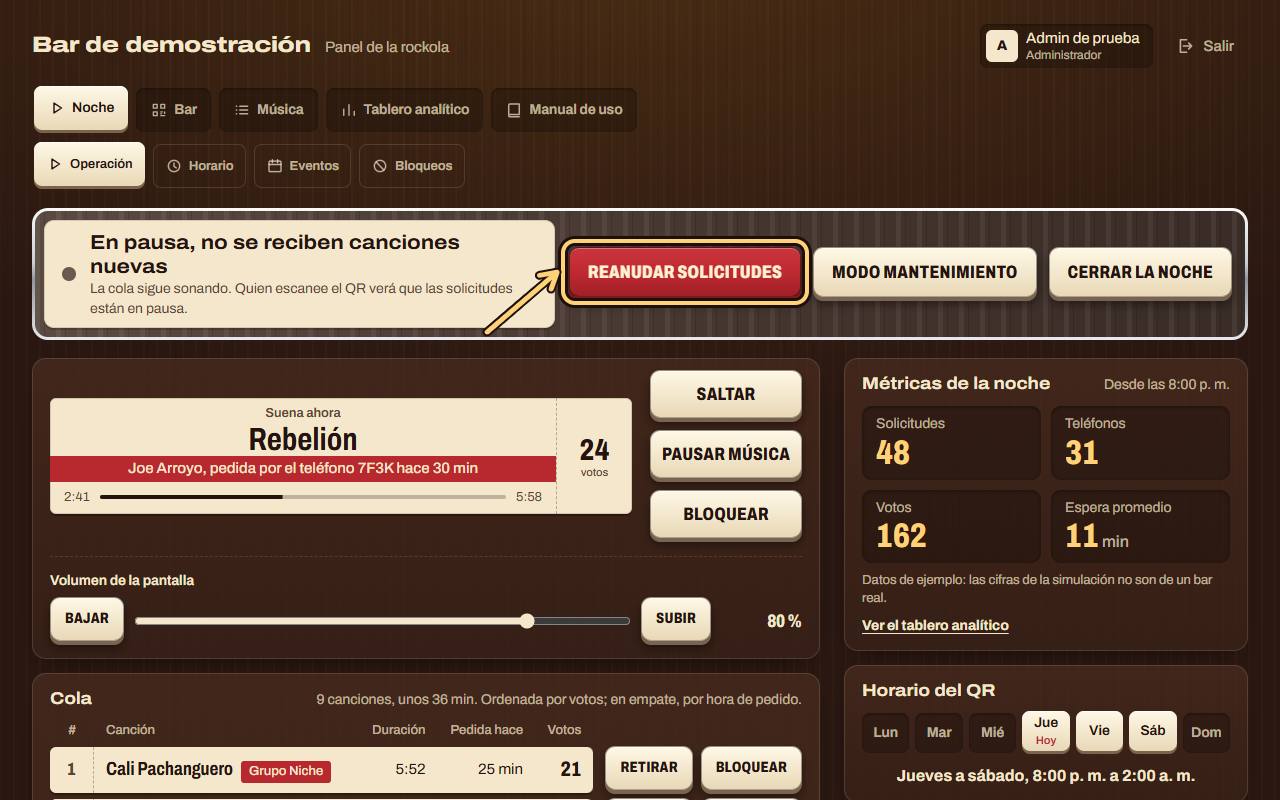 Bar de demostración Panel de la rockola
A Admin de prueba
Administrador
Salir
Noche Bar Música Tablero analítico Manual de uso
Operación Horario Eventos Bloqueos
En pausa, no se reciben canciones
nuevas
La cola sigue sonando. Quien escanee el QR verá que las solicitudes
están en pausa.
REANUDAR SOLICITUDES MODO MANTENIMIENTO CERRAR LA NOCHE
Suena ahora
Rebelión
Joe Arroyo, pedida por el teléfono 7F3K hace 30 min
2:41 5:58
24
votos
SALTAR
PAUSAR MÚSICA
BLOQUEAR
Volumen de la pantalla
BAJAR SUBIR 80 %
Cola 9 canciones, unos 36 min. Ordenada por votos; en empate, por hora de pedido.
# Canción Duración Pedida hace Votos
1 Cali Pachanguero Grupo Niche 5:52 25 min 21 RETIRAR BLOQUEAR
Métricas de la noche Desde las 8:00 p. m.
Solicitudes
48
Teléfonos
31
Votos
162
Espera promedio
11 min
Datos de ejemplo: las cifras de la simulación no son de un bar
real.
Ver el tablero analítico
Horario del QR
Lun Mar Mié Jue Vie Sáb Dom
Hoy
Jueves a sábado, 8:00 p. m. a 2:00 a. m.